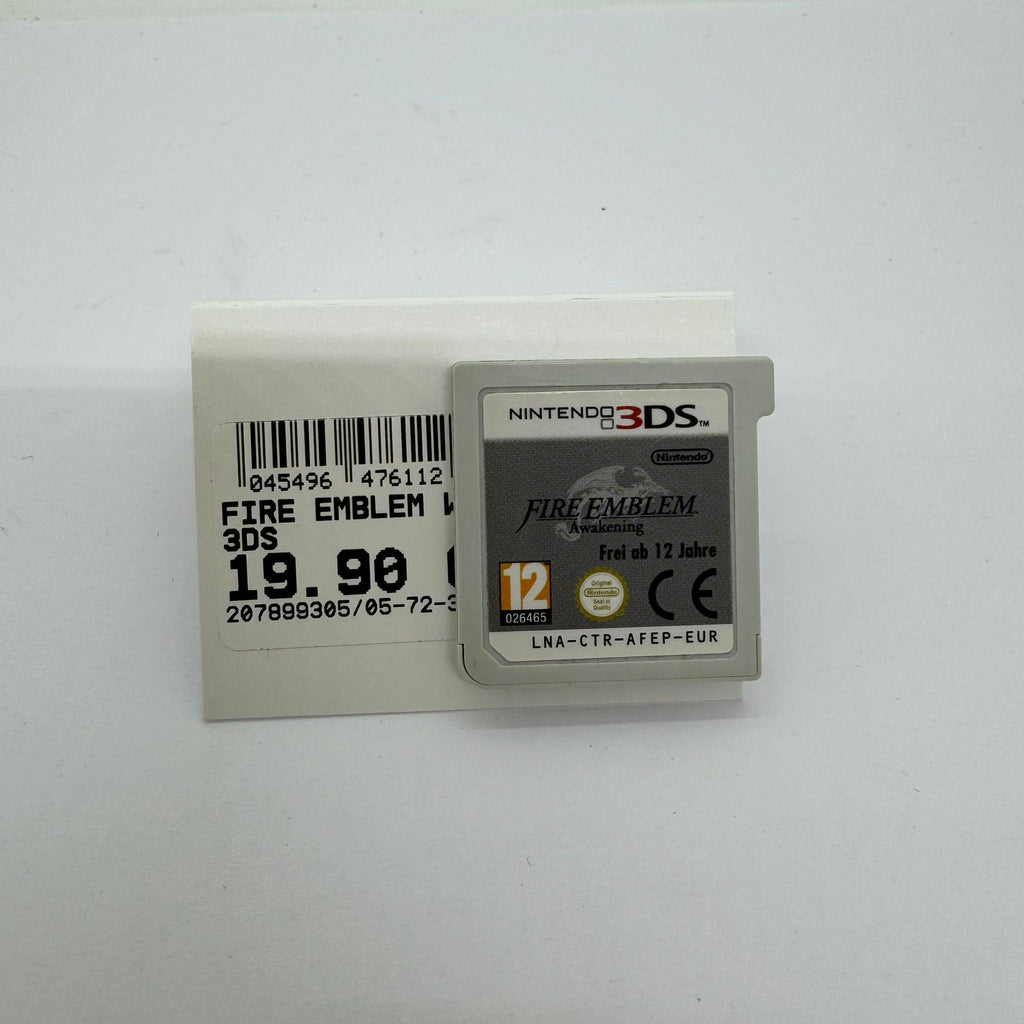 045496 476112
FIRE EMBLEM
3DS
19.90
207899305/05-72-3
NINTENDO 3DS™
Nintendo
FIRE EMBLEM
Awakening
Frei ab 12 Jahre
12
026465
Original
Nintendo
Seal of
Quality
CE
LNA-CTR-AFEP-EUR